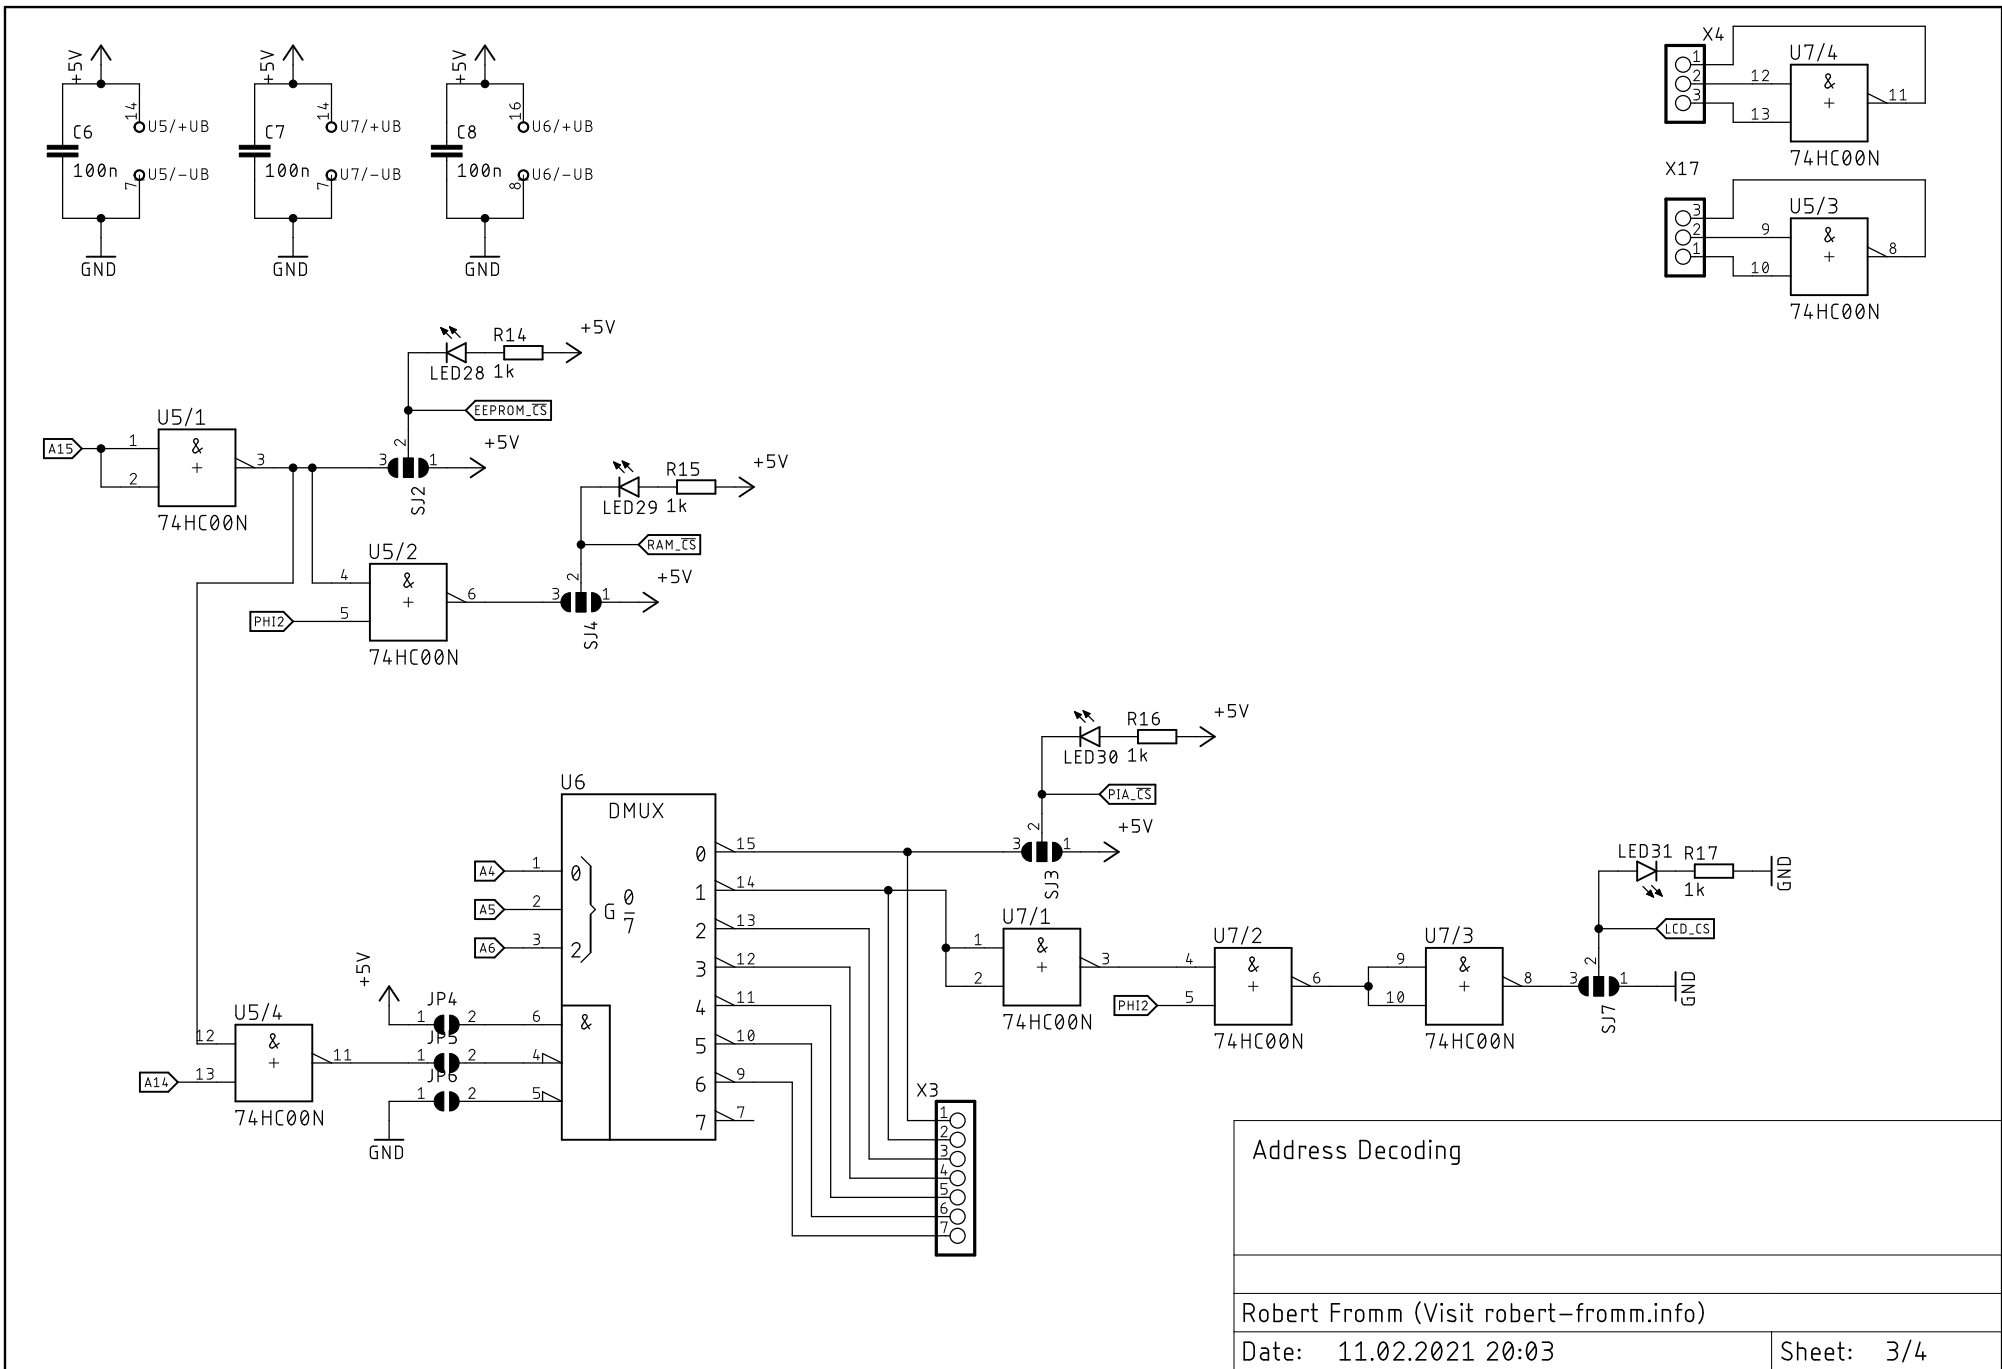 +5V
14
U5/+UB
C6
100n
7
U5/-UB
GND
+5V
14
U7/+UB
C7
100n
7
U7/-UB
GND
+5V
16
U6/+UB
C8
100n
8
U6/-UB
GND
X4
1
2
3
U7/4
12
13
&
+
11
74HC00N
X17
3
2
1
U5/3
9
10
&
+
8
74HC00N
LED28
R14
1k
+5V
EEPROM_CS
A15
U5/1
1
2
&
+
3
74HC00N
3
2
1
SJ2
+5V
LED29
R15
1k
+5V
RAM_CS
U5/2
4
PHI2
5
&
+
6
74HC00N
3
2
1
SJ4
+5V
LED30
R16
1k
+5V
PIA_CS
3
2
1
SJ3
+5V
U6
DMUX
A4
1
0
A5
2
A6
3
2
G
0
7
0
15
1
14
2
13
3
12
4
11
5
10
6
9
7
7
&
6
4
5
+5V
JP4
1
2
JP5
1
2
JP6
1
2
GND
U5/4
12
A14
13
&
+
11
74HC00N
X3
1
2
3
4
5
6
7
U7/1
1
2
&
+
3
74HC00N
U7/2
4
PHI2
5
&
+
6
74HC00N
U7/3
9
10
&
+
8
74HC00N
LED31
R17
1k
GND
LCD_CS
3
2
1
SJ7
GND
Address Decoding
Robert Fromm (Visit robert-fromm.info)
Date: 11.02.2021 20:03
Sheet: 3/4